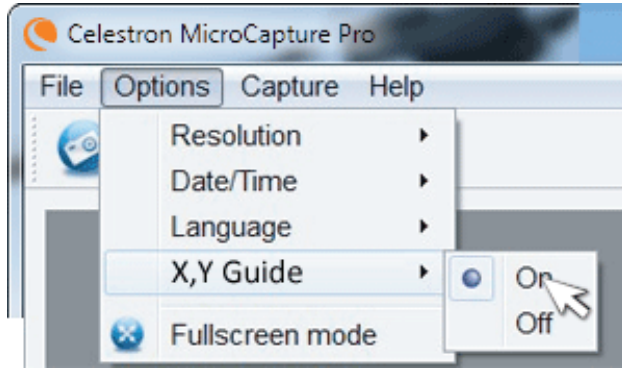 Celestron MicroCapture Pro
File Options Capture Help
Resolution
Date/Time
Language
X,Y Guide
On
Off
Fullscreen mode